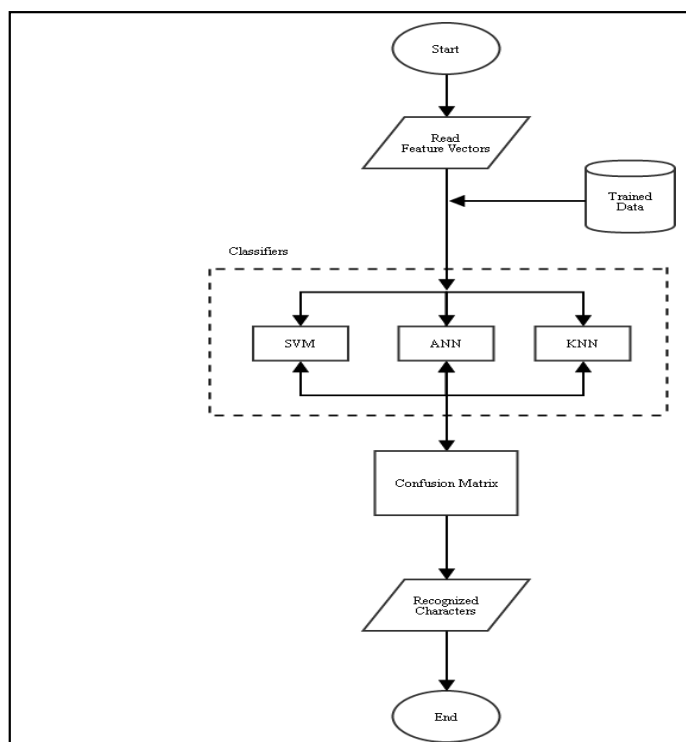 Start
Read
Feature Vectors
Trained
Data
Classifiers
SVM
ANN
KNN
Confusion Matrix
Recognized
Characters
End